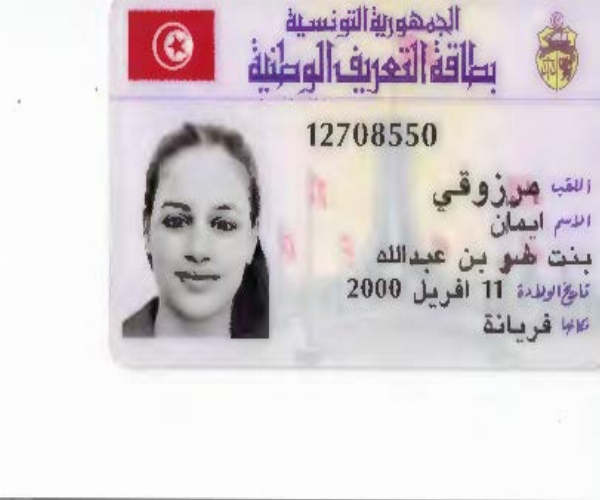 الجمهورية التونسية
بطاقة التعريف الوطنية
12708550
اللقب مرزوقي
الاسم ايمان
بنت بن عبدالله
تاريخ الولادة 11 افريل 2000
مكانها فريانة